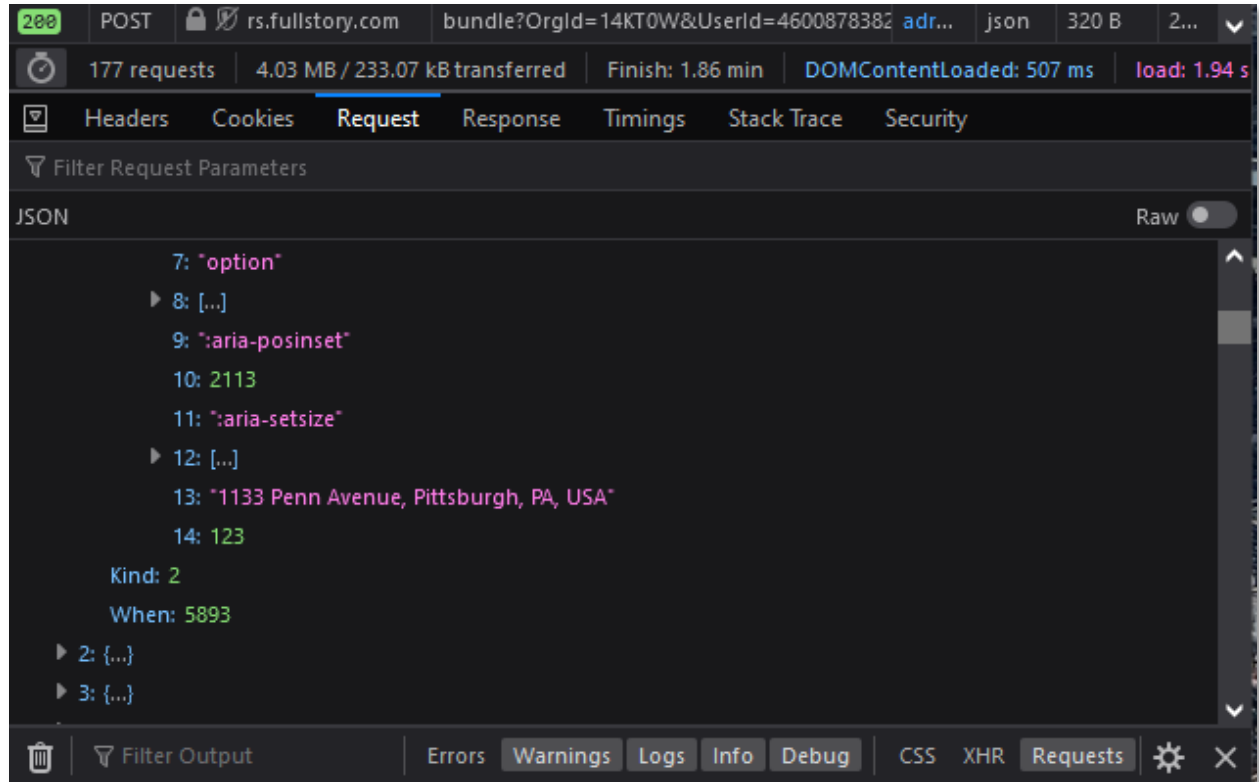 200 POST rs.fullstory.com bundle?OrgId=14KT0W&UserId=4600878382 adr... json 320 B 2...
177 requests 4.03 MB / 233.07 kB transferred Finish: 1.86 min DOMContentLoaded: 507 ms load: 1.94 s
Headers Cookies Request Response Timings Stack Trace Security
Filter Request Parameters
JSON Raw
7: "option"
8: [...]
9: ":aria-posinset"
10: 2113
11: ":aria-setsize"
12: [...]
13: "1133 Penn Avenue, Pittsburgh, PA, USA"
14: 123
Kind: 2
When: 5893
2: {...}
3: {...}
Filter Output Errors Warnings Logs Info Debug CSS XHR Requests